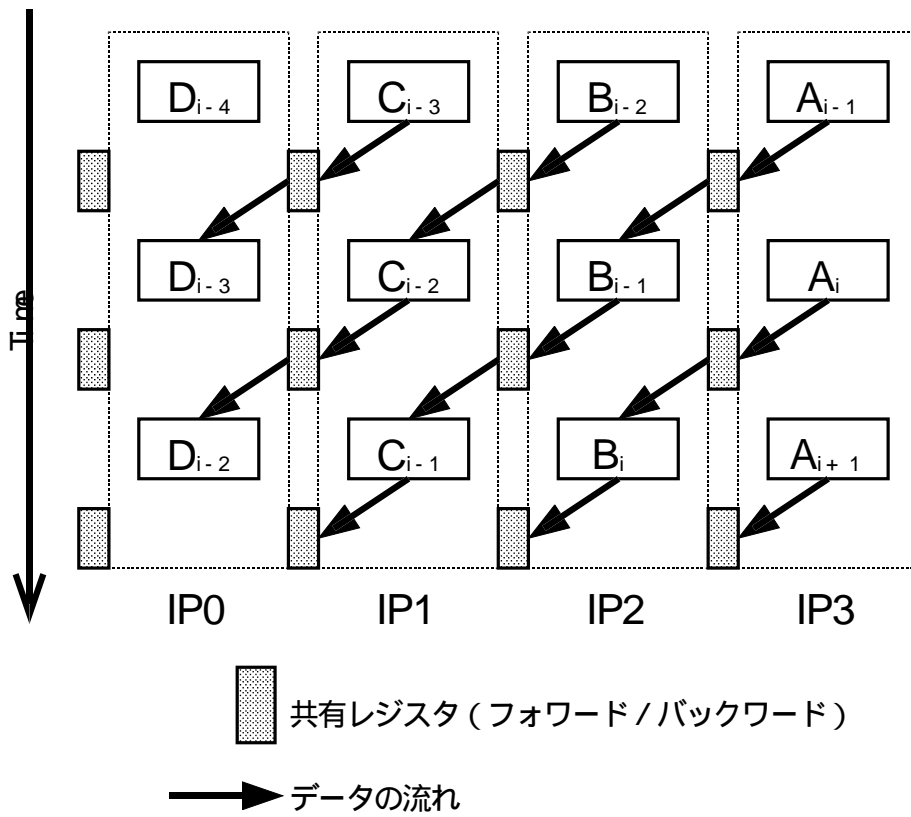 D i - 4 C i - 3 B i - 2 A i - 1
D i - 3 C i - 2 B i - 1 A i
Time
D i - 2 C i - 1 B i A i + 1
IP0 IP1 IP2 IP3
共有レジスタ ( フォワード / バックワード )
データの流れ